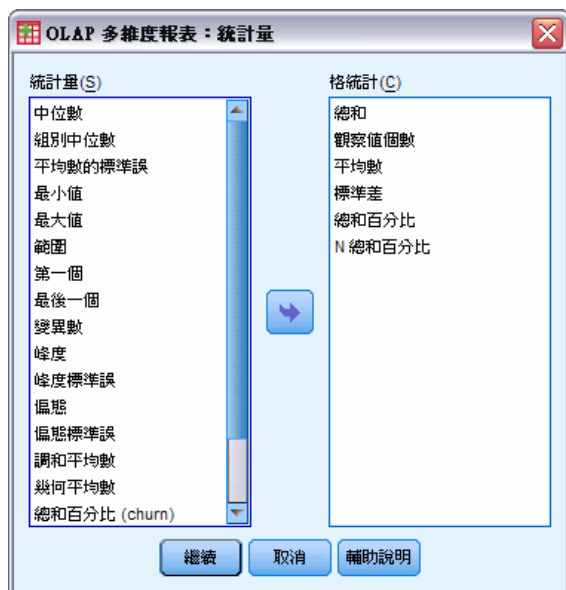 OLAP 多維度報表：統計量
統計量(S)
中位數
組別中位數
平均數的標準誤
最小值
最大值
範圍
第一個
最後一個
變異數
峰度
峰度標準誤
偏態
偏態標準誤
調和平均數
幾何平均數
總和百分比 (churn)
格統計(C)
總和
觀察值個數
平均數
標準差
總和百分比
N 總和百分比
繼續 取消 輔助說明